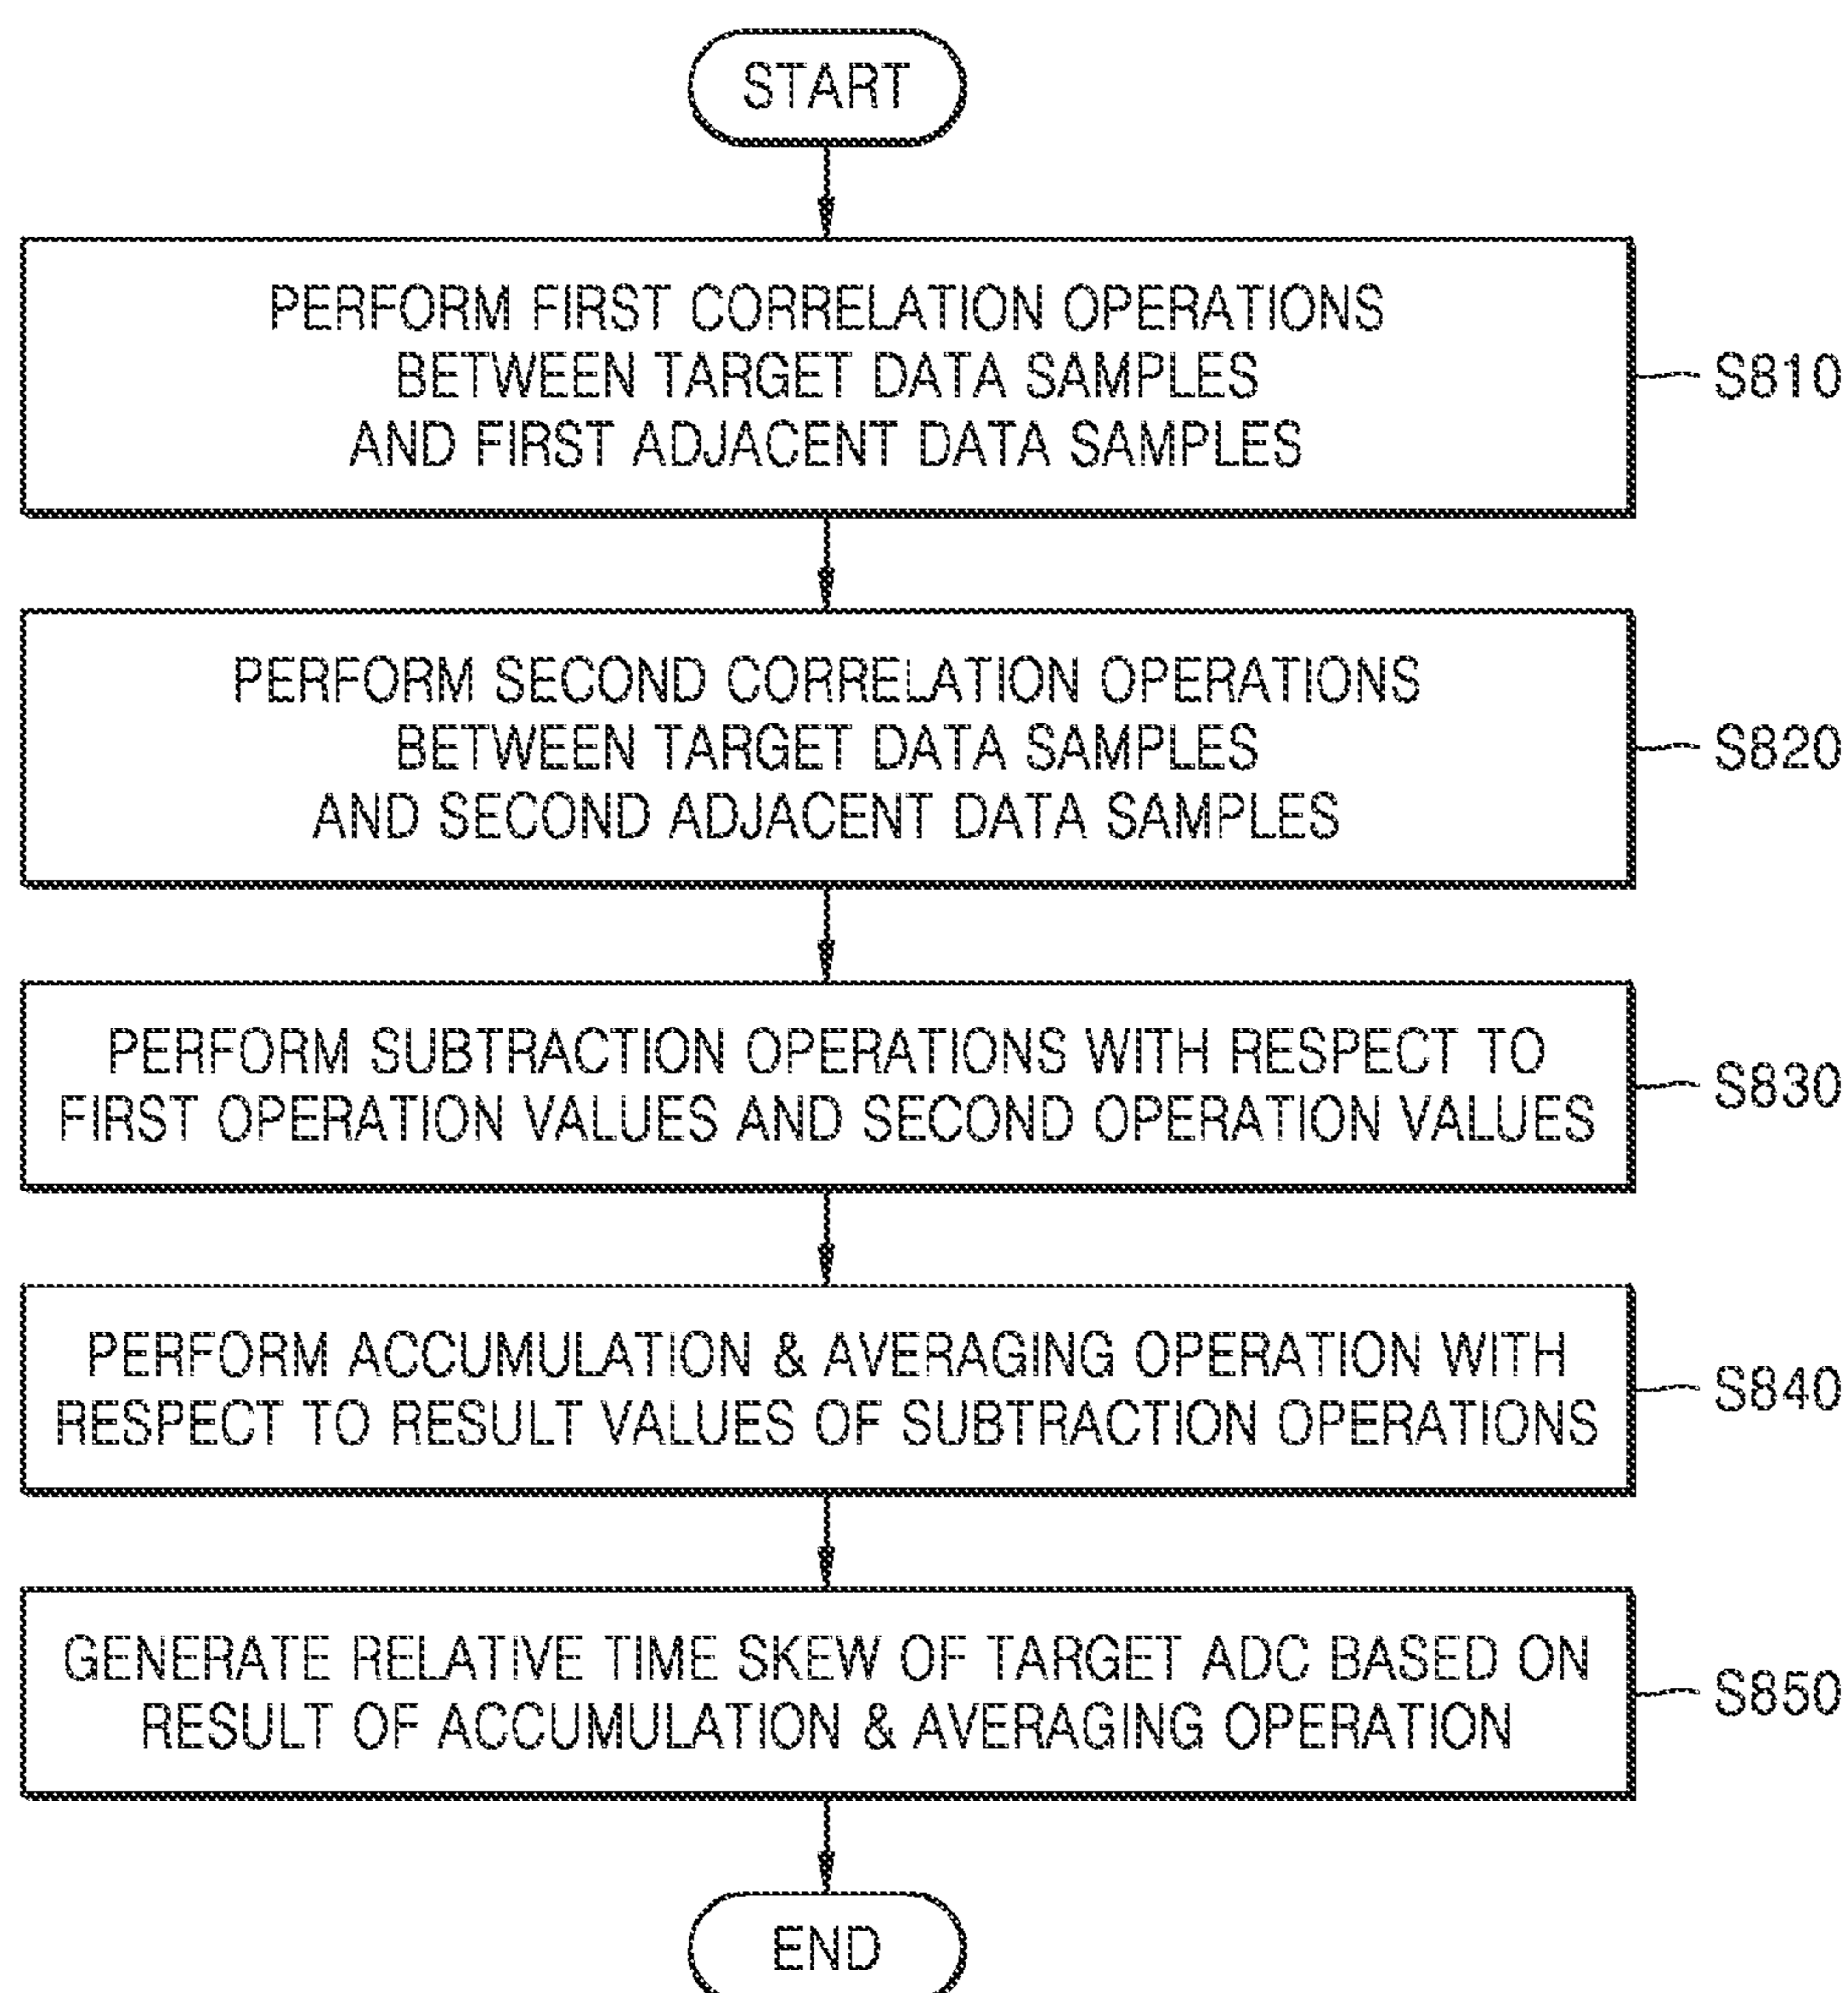 START
PERFORM FIRST CORRELATION OPERATIONS
BETWEEN TARGET DATA SAMPLES
AND FIRST ADJACENT DATA SAMPLES
S810
PERFORM SECOND CORRELATION OPERATIONS
BETWEEN TARGET DATA SAMPLES
AND SECOND ADJACENT DATA SAMPLES
S820
PERFORM SUBTRACTION OPERATIONS WITH RESPECT TO
FIRST OPERATION VALUES AND SECOND OPERATION VALUES
S830
PERFORM ACCUMULATION & AVERAGING OPERATION WITH
RESPECT TO RESULT VALUES OF SUBTRACTION OPERATIONS
S840
GENERATE RELATIVE TIME SKEW OF TARGET ADC BASED ON
RESULT OF ACCUMULATION & AVERAGING OPERATION
S850
END